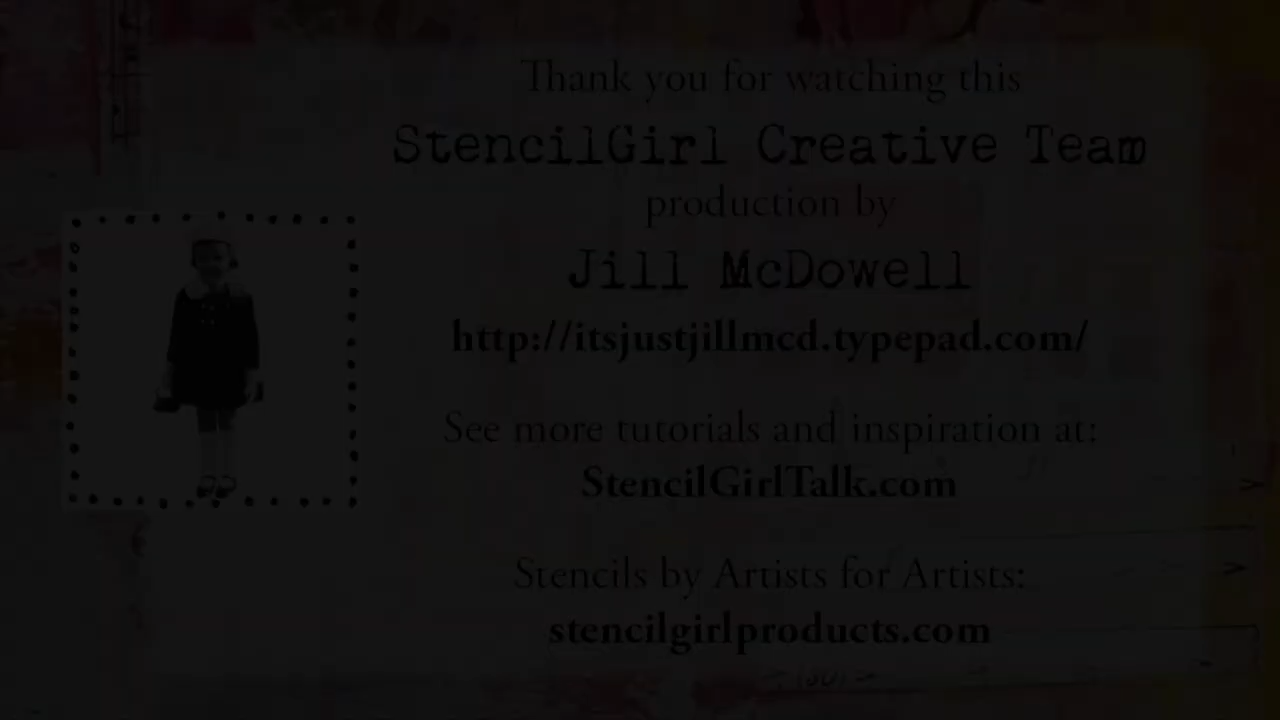 Thank you for watching this
StencilGirl Creative Team
production by
Jill McDowell
http://itsjustjillmcd.typepad.com/
See more tutorials and inspiration at:
StencilGirlTalk.com
Stencils by Artists for Artists:
stencilgirlproducts.com